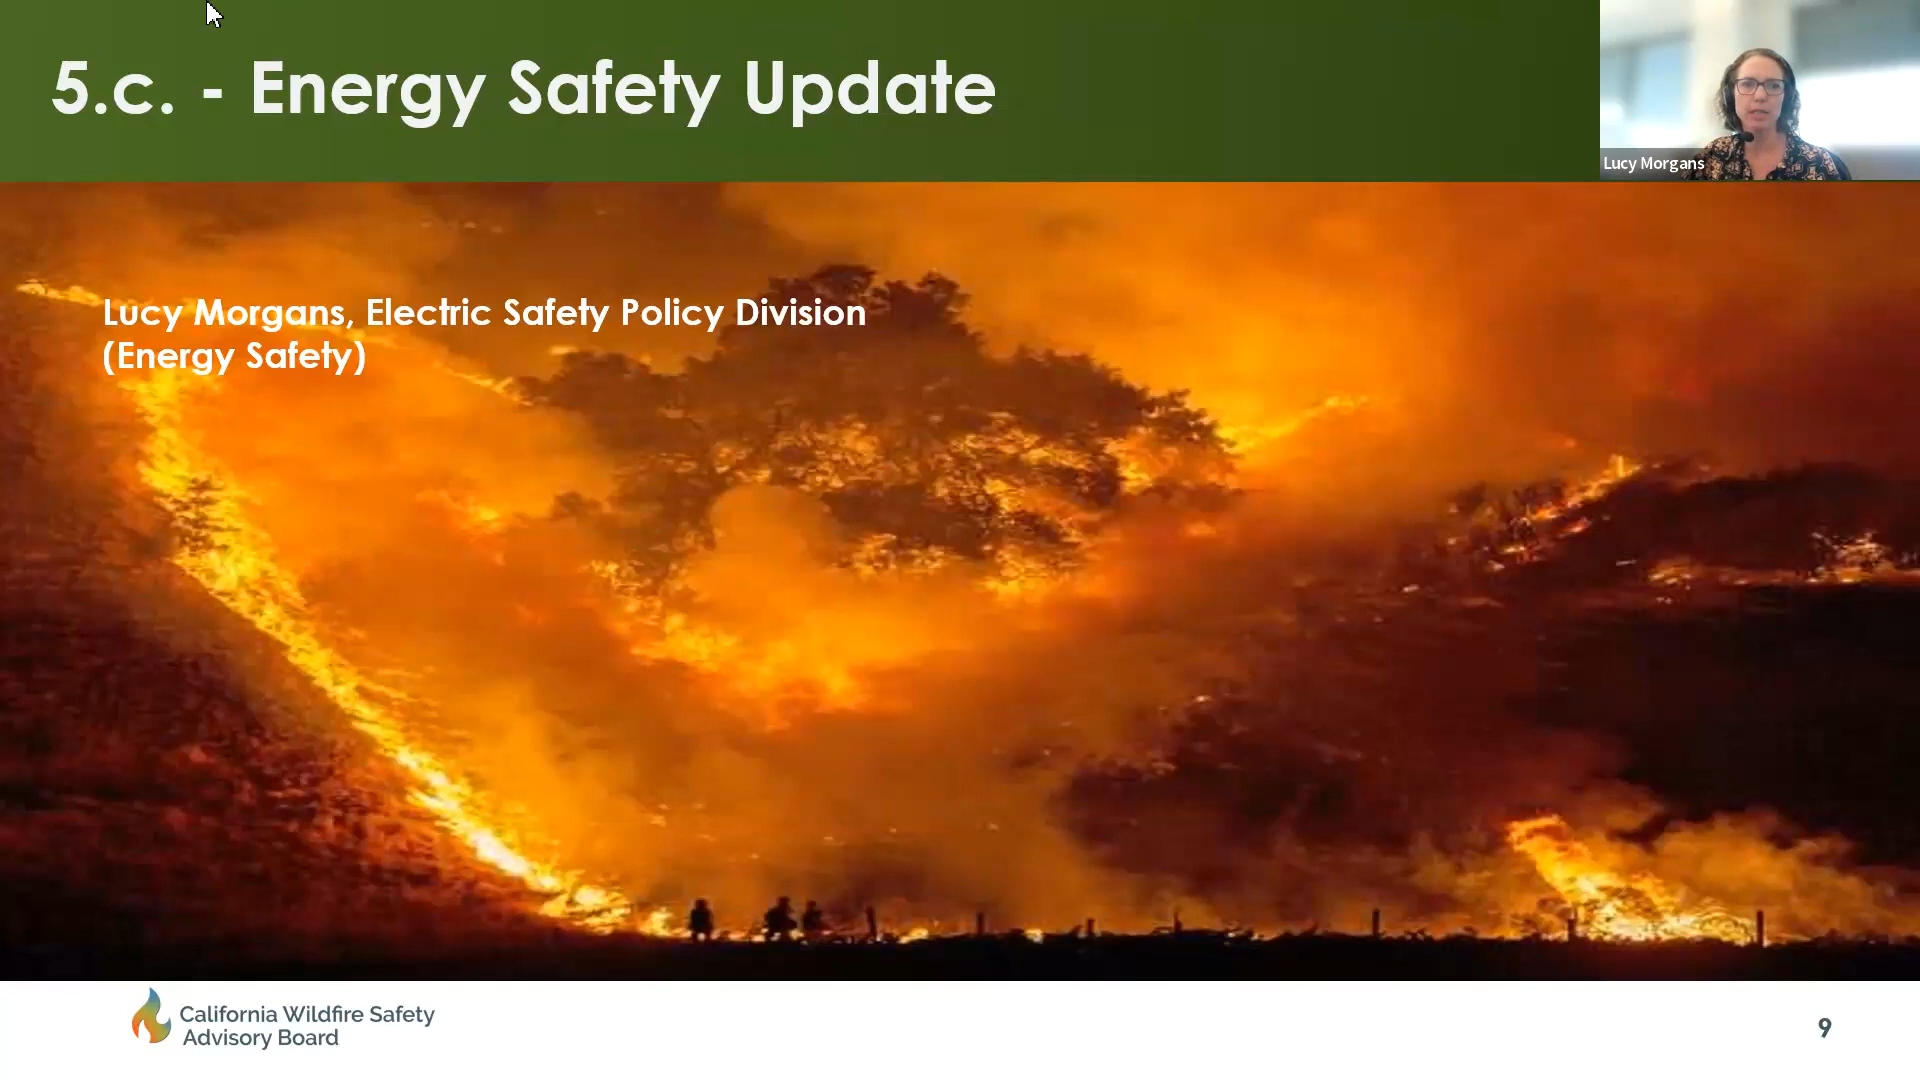 5.c. - Energy Safety Update
Lucy Morgans
Lucy Morgans, Electric Safety Policy Division
(Energy Safety)
California Wildfire Safety
Advisory Board
9